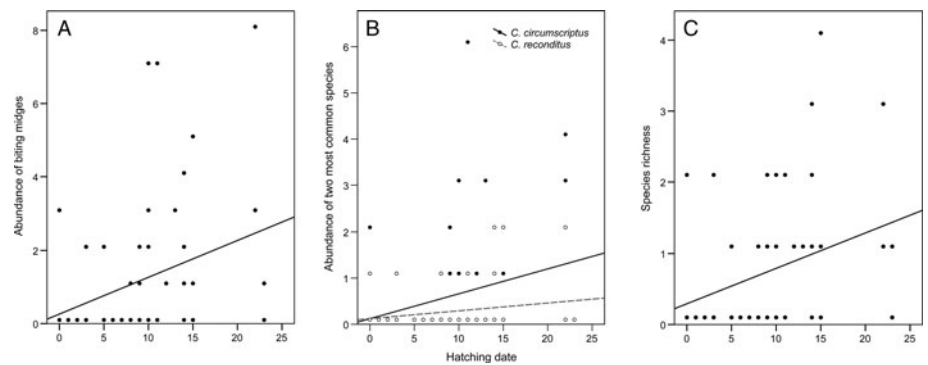 A
Abundance of biting midges
8
6
4
2
0
0 5 10 15 20 25
B
C. circumscriptus
C. reconditus
Abundance of two most common species
6
5
4
3
2
1
0
0 5 10 15 20 25
Hatching date
C
Species richness
4
3
2
1
0
0 5 10 15 20 25